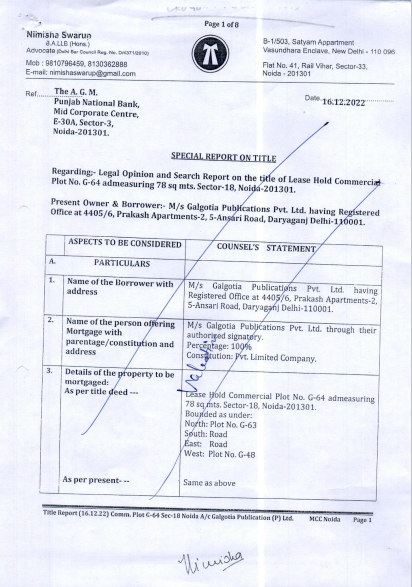 Page 1 of 8
Nimisha Swarup
B.A.LLB (Hons.)
Advocate (Delhi Bar Council Reg. No. D/4371/2010)
Mob : 9810796459, 8130362888
E-mail: nimishaswarup@gmail.com
B-1/503, Satyam Appartment
Vasundhara Enclave, New Delhi - 110 096
Flat No. 41, Rail Vihar, Sector-33,
Noida - 201301
Ref. The A. G. M.
Punjab National Bank,
Mid Corporate Centre,
E-30A, Sector-3,
Noida-201301.
Date 16.12.2022
SPECIAL REPORT ON TITLE
Regarding:- Legal Opinion and Search Report on the title of Lease Hold Commercial
Plot No. G-64 admeasuring 78 sq mts. Sector-18, Noida-201301.
Present Owner & Borrower:- M/s Galgotia Publications Pvt. Ltd. having Registered
Office at 4405/6, Prakash Apartments-2, 5-Ansari Road, Daryaganj Delhi-110001.
ASPECTS TO BE CONSIDERED
COUNSEL'S STATEMENT
A.
PARTICULARS
1.
Name of the Borrower with
address
M/s Galgotia Publications Pvt. Ltd. having
Registered Office at 4405/6, Prakash Apartments-2,
5-Ansari Road, Daryaganj Delhi-110001.
2.
Name of the person offering
Mortgage with
parentage/constitution and
address
M/s Galgotia Publications Pvt. Ltd. through their
authorized signatory.
Percentage: 100%
Constitution: Pvt. Limited Company.
3.
Details of the property to be
mortgaged:
As per title deed ---
Lease Hold Commercial Plot No. G-64 admeasuring
78 sq mts. Sector-18, Noida-201301.
Bounded as under:
North: Plot No. G-63
South: Road
East: Road
West: Plot No. G-48
As per present- --
Same as above
Title Report (16.12.22) Comm. Plot G-64 Sec-18 Noida A/c Galgotia Publication (P) Ltd. MCC Noida Page 1
Nimisha